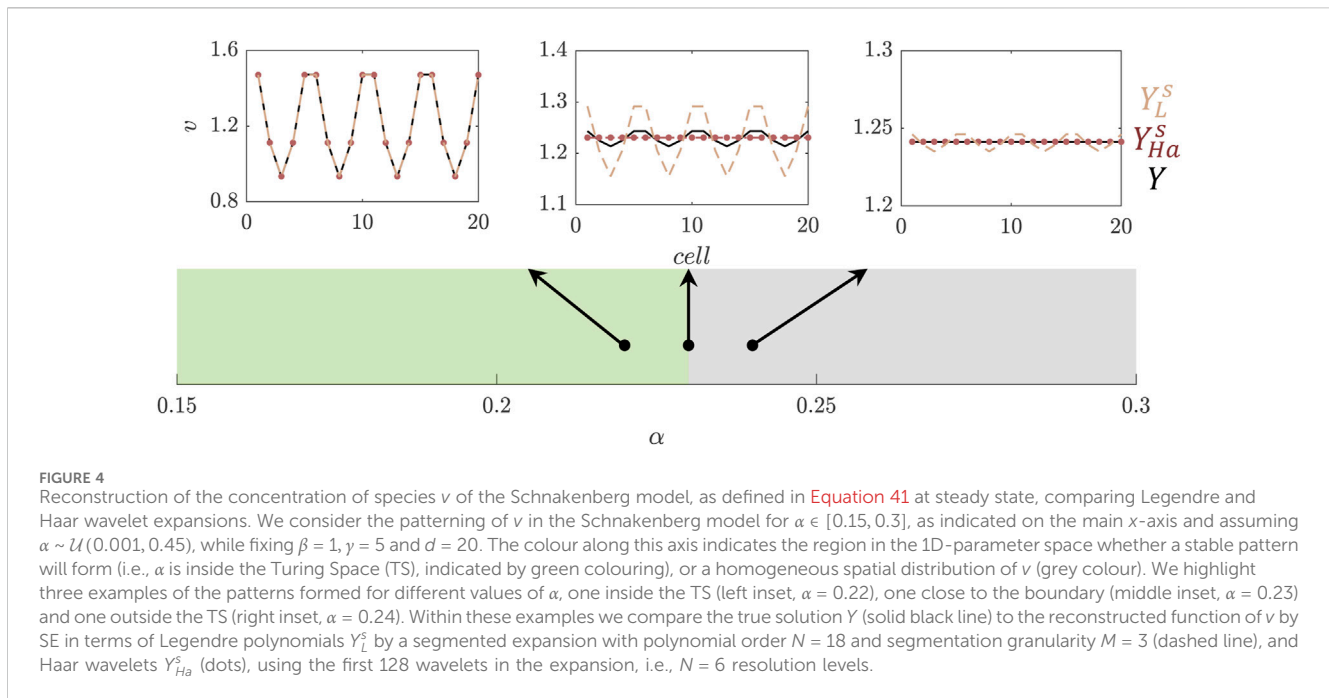 1.6
1.2
0.8
v
0
10
20
1.4
1.3
1.2
1.1
0
10
20
cell
1.3
1.25
1.2
0
10
20
Y_L^s
Y_{Ha}^s
Y
0.15
0.2
0.25
0.3
α
FIGURE 4
Reconstruction of the concentration of species v of the Schnakenberg model, as defined in Equation 41 at steady state, comparing Legendre and
Haar wavelet expansions. We consider the patterning of v in the Schnakenberg model for α ∈ [0.15, 0.3], as indicated on the main x-axis and assuming
α ~ 𝒰(0.001, 0.45), while fixing β = 1, γ = 5 and d = 20. The colour along this axis indicates the region in the 1D-parameter space whether a stable pattern
will form (i.e., α is inside the Turing Space (TS), indicated by green colouring), or a homogeneous spatial distribution of v (grey colour). We highlight
three examples of the patterns formed for different values of α, one inside the TS (left inset, α = 0.22), one close to the boundary (middle inset, α = 0.23)
and one outside the TS (right inset, α = 0.24). Within these examples we compare the true solution Y (solid black line) to the reconstructed function of v by
SE in terms of Legendre polynomials Y_L^s by a segmented expansion with polynomial order N = 18 and segmentation granularity M = 3 (dashed line), and
Haar wavelets Y_{Ha}^s (dots), using the first 128 wavelets in the expansion, i.e., N = 6 resolution levels.